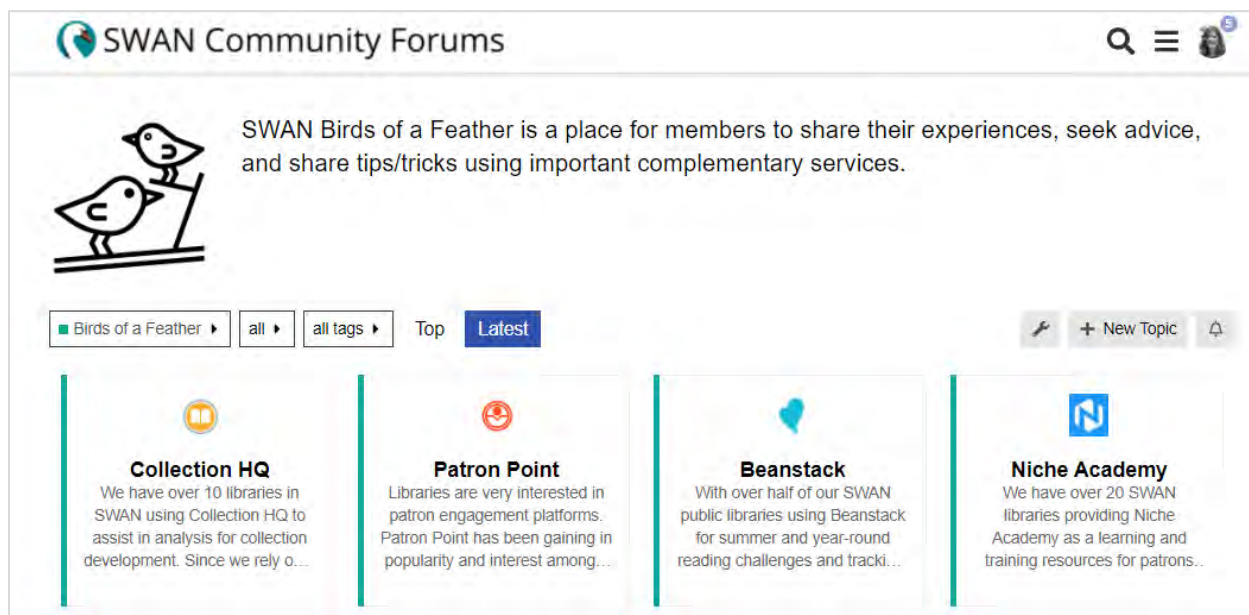 SWAN Community Forums
5
SWAN Birds of a Feather is a place for members to share their experiences, seek advice,
and share tips/tricks using important complementary services.
Birds of a Feather all all tags Top Latest + New Topic
Collection HQ
We have over 10 libraries in
SWAN using Collection HQ to
assist in analysis for collection
development. Since we rely o...
Patron Point
Libraries are very interested in
patron engagement platforms.
Patron Point has been gaining in
popularity and interest among...
Beanstack
With over half of our SWAN
public libraries using Beanstack
for summer and year-round
reading challenges and tracki...
Niche Academy
We have over 20 SWAN
libraries providing Niche
Academy as a learning and
training resources for patrons..